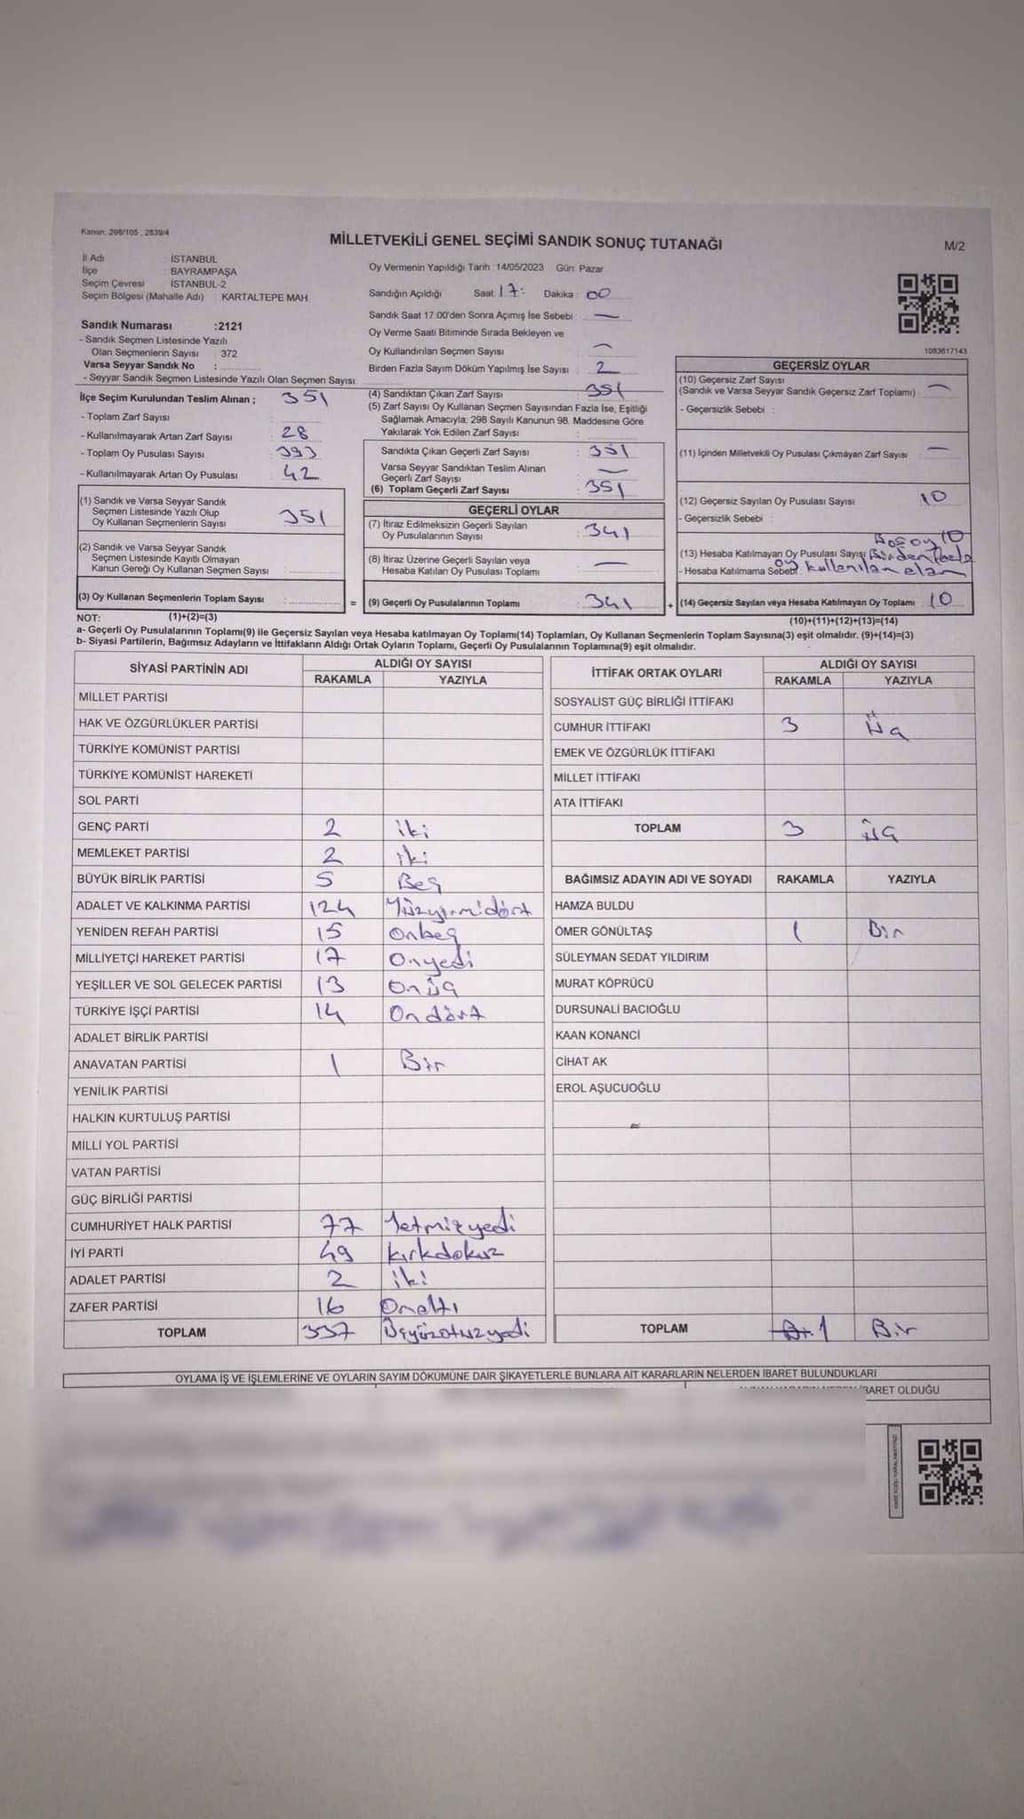 Kanun: 298/105 , 2839/4
MİLLETVEKİLİ GENEL SEÇİMİ SANDIK SONUÇ TUTANAĞI
M/2
İl Adı İSTANBUL
İlçe BAYRAMPAŞA
Seçim Çevresi İSTANBUL-2
Seçim Bölgesi (Mahalle Adı) : KARTALTEPE MAH.
Sandık Numarası :2121
- Sandık Seçmen Listesinde Yazılı
Olan Seçmenlerin Sayısı : 372
Varsa Seyyar Sandık No :
- Seyyar Sandık Seçmen Listesinde Yazılı Olan Seçmen Sayısı:
İlçe Seçim Kurulundan Teslim Alınan ; 351
- Toplam Zarf Sayısı
- Kullanılmayarak Artan Zarf Sayısı 28
- Toplam Oy Pusulası Sayısı 393
- Kullanılmayarak Artan Oy Pusulası 42
(1) Sandık ve Varsa Seyyar Sandık
Seçmen Listesinde Yazılı Olup
Oy Kullanan Seçmenlerin Sayısı 351
(2) Sandık ve Varsa Seyyar Sandık
Seçmen Listesinde Kayıtlı Olmayan
Kanun Gereği Oy Kullanan Seçmen Sayısı :
(3) Oy Kullanan Seçmenlerin Toplam Sayısı
Oy Vermenin Yapıldığı Tarih : 14/05/2023 Gün: Pazar
Sandığın Açıldığı Saat 17: Dakika : 00
Sandık Saat 17:00'den Sonra Açımış İse Sebebi : —
Oy Verme Saati Bitiminde Sırada Bekleyen ve
Oy Kullandırılan Seçmen Sayısı —
Birden Fazla Sayım Döküm Yapılmış İse Sayısı : 2
(4) Sandıktan Çıkan Zarf Sayısı 351
(5) Zarf Sayısı Oy Kullanan Seçmen Sayısından Fazla İse, Eşitliği
Sağlamak Amacıyla; 298 Sayılı Kanunun 98. Maddesine Göre
Yakılarak Yok Edilen Zarf Sayısı :
Sandıkta Çıkan Geçerli Zarf Sayısı : 351
Varsa Seyyar Sandıktan Teslim Alınan
Geçerli Zarf Sayısı : —
(6) Toplam Geçerli Zarf Sayısı : 351
GEÇERLİ OYLAR
(7) İtiraz Edilmeksizin Geçerli Sayılan
Oy Pusulalarının Sayısı : 341
(8) İtiraz Üzerine Geçerli Sayılan veya
Hesaba Katılan Oy Pusulası Toplamı : —
= (9) Geçerli Oy Pusulalarının Toplamı : 341
1083617143
GEÇERSİZ OYLAR
(10) Geçersiz Zarf Sayısı
(Sandık ve Varsa Seyyar Sandık Geçersiz Zarf Toplamı) : —
- Geçersizlik Sebebi :
(11) İçinden Milletvekili Oy Pusulası Çıkmayan Zarf Sayısı : —
(12) Geçersiz Sayılan Oy Pusulası Sayısı : 10
- Geçersizlik Sebebi :
Boş oy 10
(13) Hesaba Katılmayan Oy Pusulası Sayısı Birden fazla
- Hesaba Katılmama Sebebi : oy kullanılan
+ (14) Geçersiz Sayılan veya Hesaba Katılmayan Oy Toplamı : 10
NOT: (1)+(2)=(3)
(10)+(11)+(12)+(13)=(14)
a- Geçerli Oy Pusulalarının Toplamı(9) ile Geçersiz Sayılan veya Hesaba katılmayan Oy Toplamı(14) Toplamları, Oy Kullanan Seçmenlerin Toplam Sayısına(3) eşit olmalıdır. (9)+(14)=(3)
b- Siyasi Partilerin, Bağımsız Adayların ve İttifakların Aldığı Ortak Oyların Toplamı, Geçerli Oy Pusulalarının Toplamına(9) eşit olmalıdır.
SİYASİ PARTİNİN ADI ALDIĞI OY SAYISI
RAKAMLA YAZIYLA
MİLLET PARTİSİ
HAK VE ÖZGÜRLÜKLER PARTİSİ
TÜRKİYE KOMÜNİST PARTİSİ
TÜRKİYE KOMÜNİST HAREKETİ
SOL PARTİ
GENÇ PARTİ 2 iki
MEMLEKET PARTİSİ 2 iki
BÜYÜK BİRLİK PARTİSİ 5 Beş
ADALET VE KALKINMA PARTİSİ 124 Yüzyirmidört
YENİDEN REFAH PARTİSİ 15 Onbeş
MİLLİYETÇİ HAREKET PARTİSİ 17 Onyedi
YEŞİLLER VE SOL GELECEK PARTİSİ 13 Onüç
TÜRKİYE İŞÇİ PARTİSİ 14 Ondört
ADALET BİRLİK PARTİSİ
ANAVATAN PARTİSİ 1 Bir
YENİLİK PARTİSİ
HALKIN KURTULUŞ PARTİSİ
MİLLİ YOL PARTİSİ
VATAN PARTİSİ
GÜÇ BİRLİĞİ PARTİSİ
CUMHURİYET HALK PARTİSİ 77 Yetmişyedi
İYİ PARTİ 49 Kırkdokuz
ADALET PARTİSİ 2 iki
ZAFER PARTİSİ 16 Onaltı
TOPLAM 337 Üçyüzotuzyedi
İTTİFAK ORTAK OYLARI ALDIĞI OY SAYISI
RAKAMLA YAZIYLA
SOSYALİST GÜÇ BİRLİĞİ İTTİFAKI
CUMHUR İTTİFAKI 3 Üç
EMEK VE ÖZGÜRLÜK İTTİFAKI
MİLLET İTTİFAKI
ATA İTTİFAKI
TOPLAM 3 Üç
BAĞIMSIZ ADAYIN ADI VE SOYADI RAKAMLA YAZIYLA
HAMZA BULDU
ÖMER GÖNÜLTAŞ 1 Bir
SÜLEYMAN SEDAT YILDIRIM
MURAT KÖPRÜCÜ
DURSUNALİ BACIOĞLU
KAAN KONANCİ
CİHAT AK
EROL AŞUCUOĞLU
TOPLAM 1 Bir
OYLAMA İŞ VE İŞLEMLERİNE VE OYLARIN SAYIM DÖKÜMÜNE DAİR ŞİKAYETLERLE BUNLARA AİT KARARLARIN NELERDEN İBARET BULUNDUKLARI
İBARET OLDUĞU